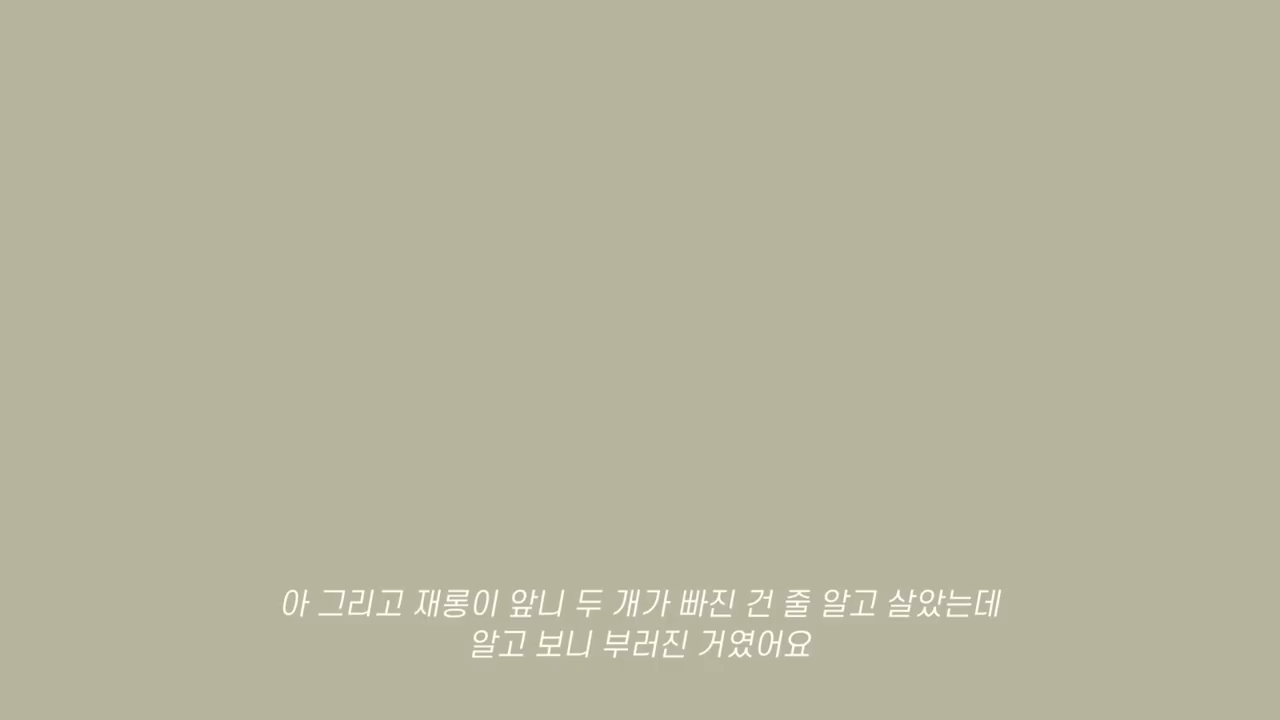 아 그리고 재롱이 앞니 두 개가 빠진 건 줄 알고 살았는데
알고 보니 부러진 거였어요